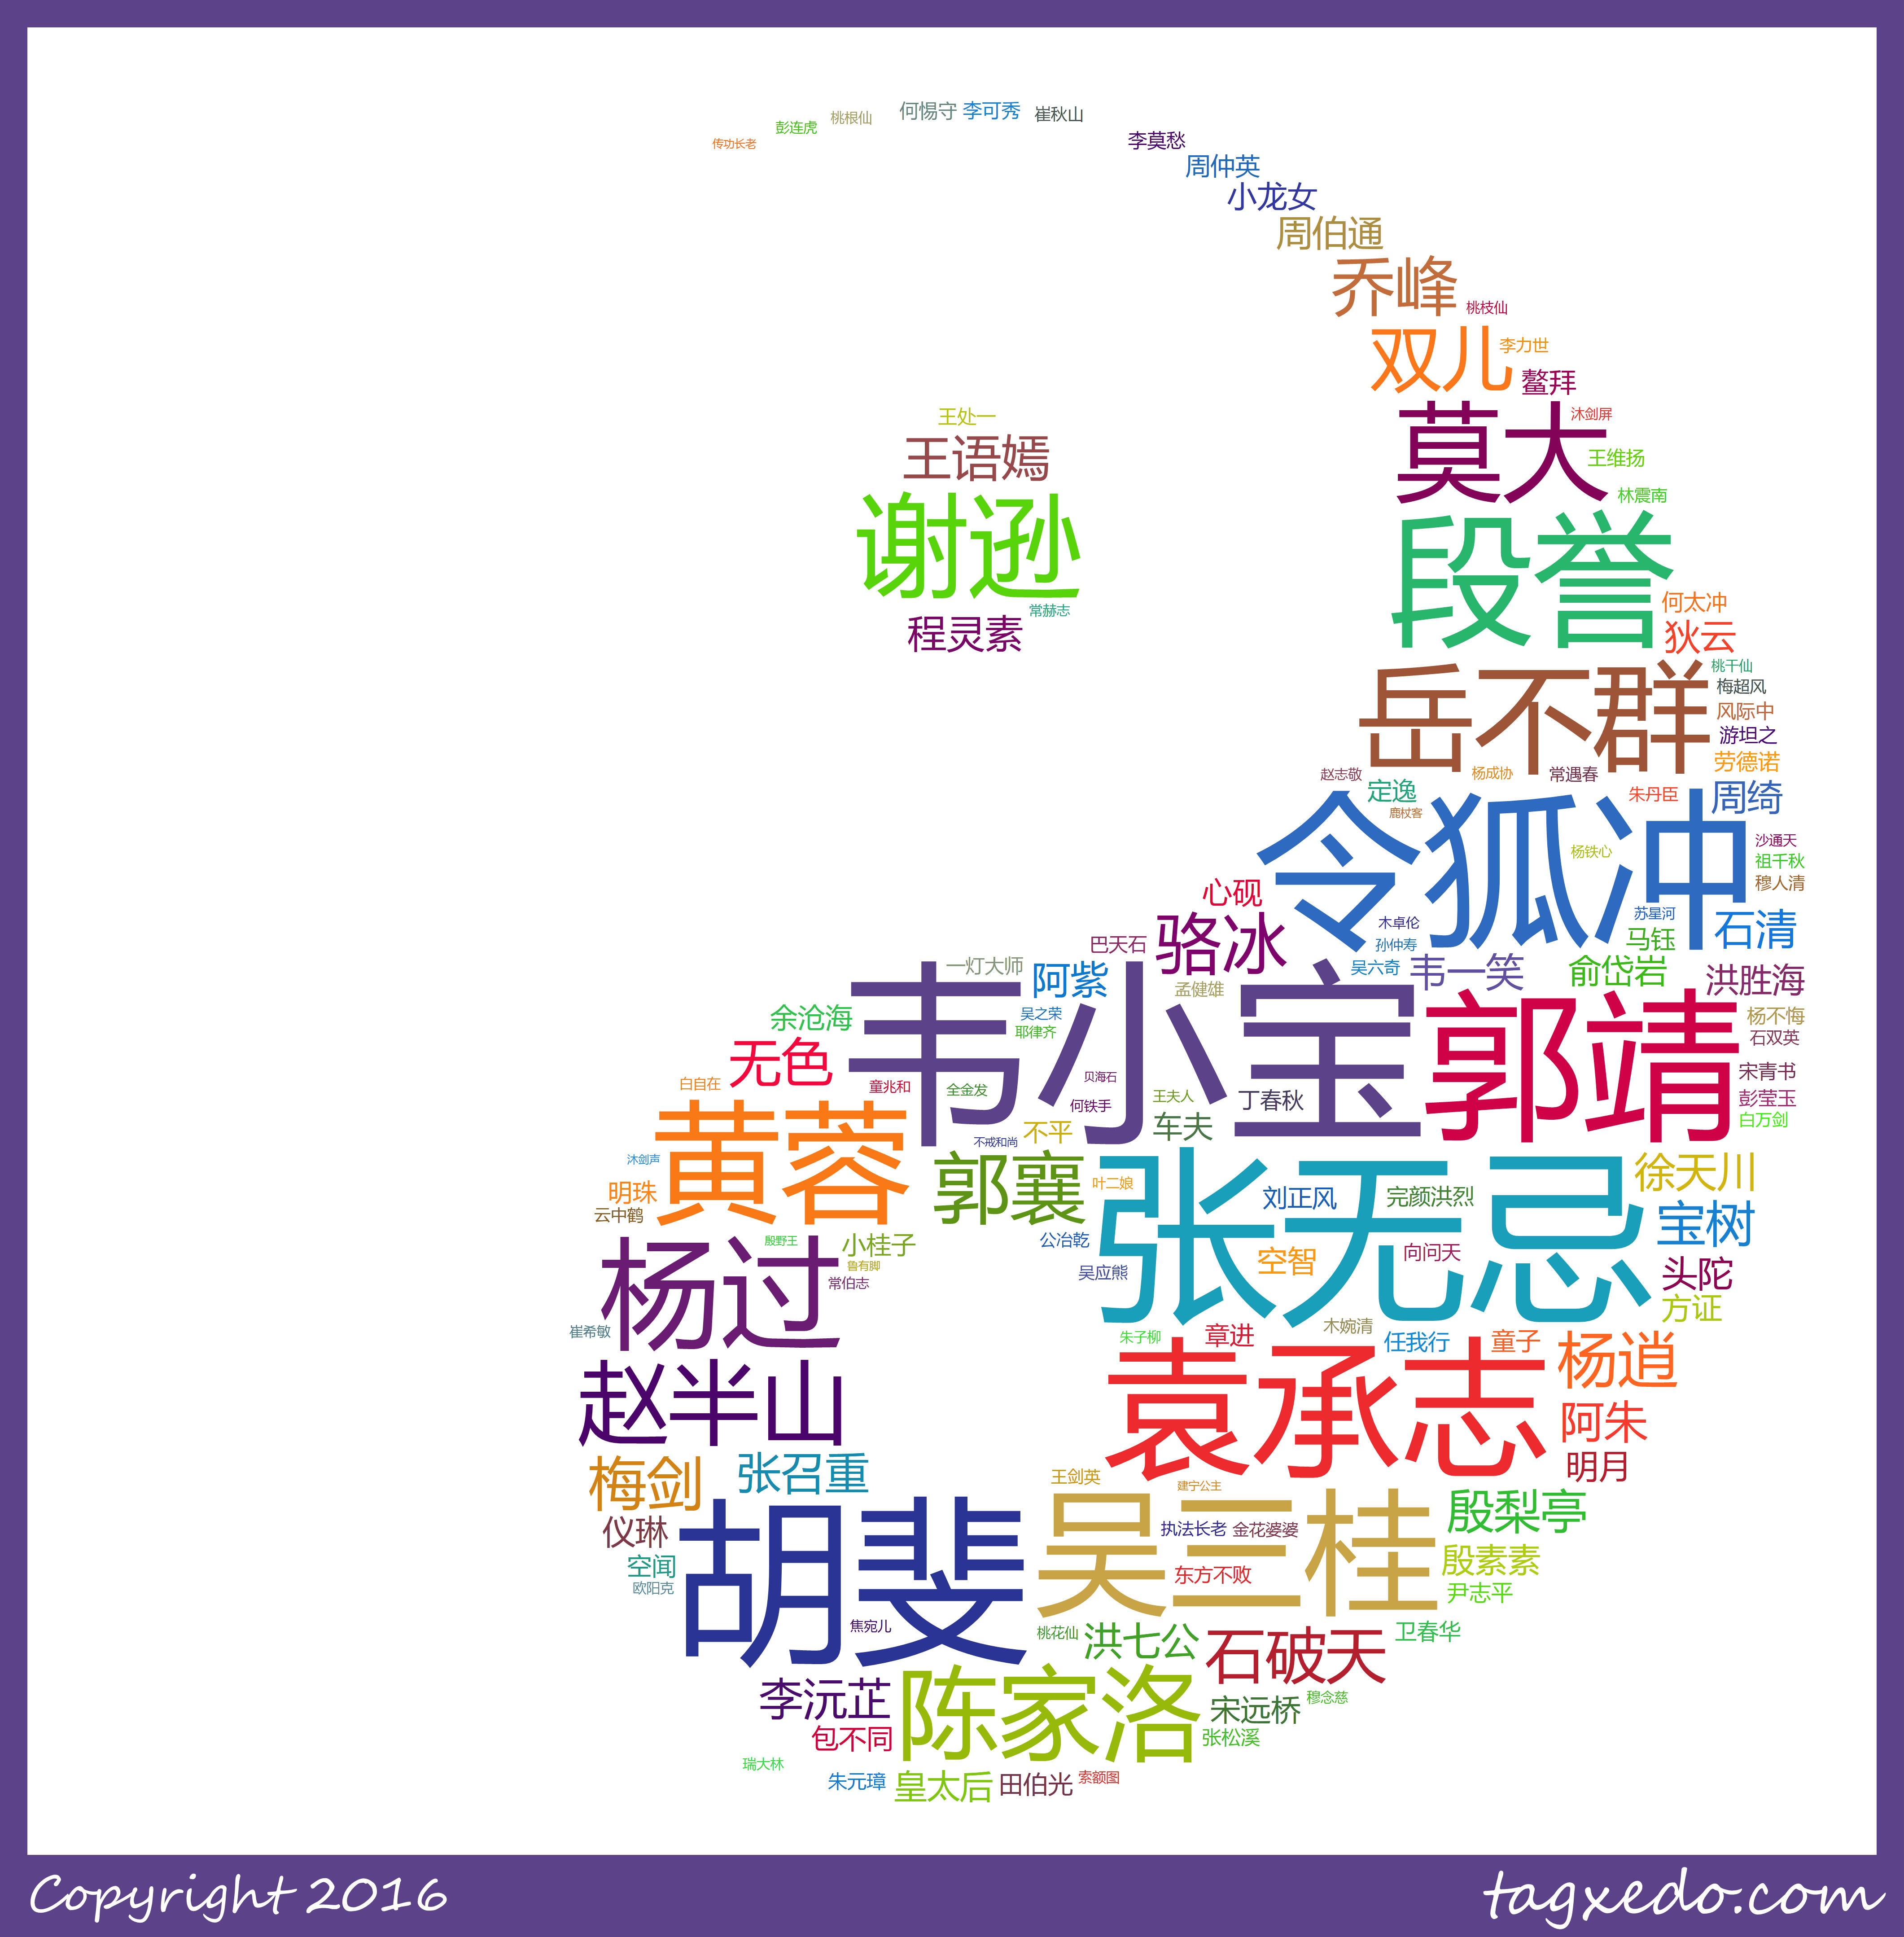 何惕守
李可秀
崔秋山
桃根仙
彭连虎
传功长老
李莫愁
周仲英
小龙女
周伯通
乔峰
桃枝仙
双儿
李力世
鳌拜
莫大
沐剑屏
王维扬
林震南
王处一
王语嫣
谢逊
常赫志
程灵素
段誉
何太冲
狄云
岳不群
桃干仙
梅超风
风际中
游坦之
劳德诺
赵志敬
定逸
杨成协
常遇春
朱丹臣
周绮
鹿杖客
令狐冲
杨铁心
沙通天
祖千秋
穆人清
心砚
骆冰
木卓伦
苏星河
石清
巴天石
孙仲寿
马钰
一灯大师
阿紫
吴六奇
韦一笑
俞岱岩
洪胜海
孟健雄
韦小宝
郭靖
余沧海
吴之荣
耶律齐
杨不悔
石双英
无色
白自在
童兆和
全金发
贝海石
何铁手
王夫人
丁春秋
宋青书
彭莹玉
白万剑
黄蓉
不戒和尚
不平
车夫
沐剑声
郭襄
张无忌
徐天川
明珠
云中鹤
叶二娘
刘正风
完颜洪烈
宝树
杨过
殷野王
小桂子
鲁有脚
常伯志
公冶乾
吴应熊
空智
向问天
头陀
方证
崔希敏
朱子柳
章进
木婉清
任我行
童子
杨逍
赵半山
袁承志
阿朱
明月
梅剑
张召重
王剑英
建宁公主
吴三桂
殷梨亭
仪琳
胡斐
执法长老
金花婆婆
空闻
欧阳克
东方不败
殷素素
尹志平
焦宛儿
桃花仙
洪七公
石破天
卫春华
李沅芷
陈家洛
宋远桥
穆念慈
包不同
张松溪
瑞大林
朱元璋
皇太后
田伯光
索额图
Copyright 2016
tagxedo.com